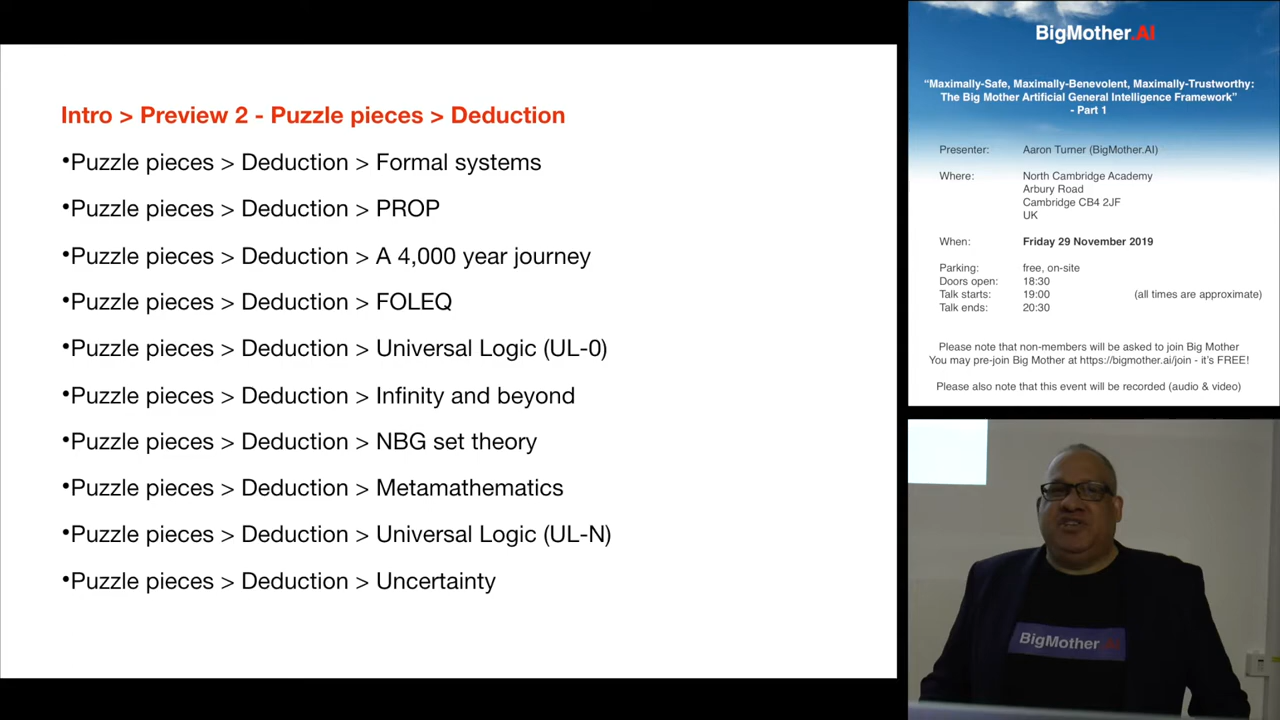 Intro > Preview 2 - Puzzle pieces > Deduction
•Puzzle pieces > Deduction > Formal systems
•Puzzle pieces > Deduction > PROP
•Puzzle pieces > Deduction > A 4,000 year journey
•Puzzle pieces > Deduction > FOLEQ
•Puzzle pieces > Deduction > Universal Logic (UL-0)
•Puzzle pieces > Deduction > Infinity and beyond
•Puzzle pieces > Deduction > NBG set theory
•Puzzle pieces > Deduction > Metamathematics
•Puzzle pieces > Deduction > Universal Logic (UL-N)
•Puzzle pieces > Deduction > Uncertainty
BigMother.AI
“Maximally-Safe, Maximally-Benevolent, Maximally-Trustworthy:
The Big Mother Artificial General Intelligence Framework”
- Part 1
Presenter: Aaron Turner (BigMother.AI)
Where: North Cambridge Academy
Arbury Road
Cambridge CB4 2JF
UK
When: Friday 29 November 2019
Parking: free, on-site
Doors open: 18:30
Talk starts: 19:00 (all times are approximate)
Talk ends: 20:30
Please note that non-members will be asked to join Big Mother
You may pre-join Big Mother at https://bigmother.ai/join - it's FREE!
Please also note that this event will be recorded (audio & video)
BigMother.AI